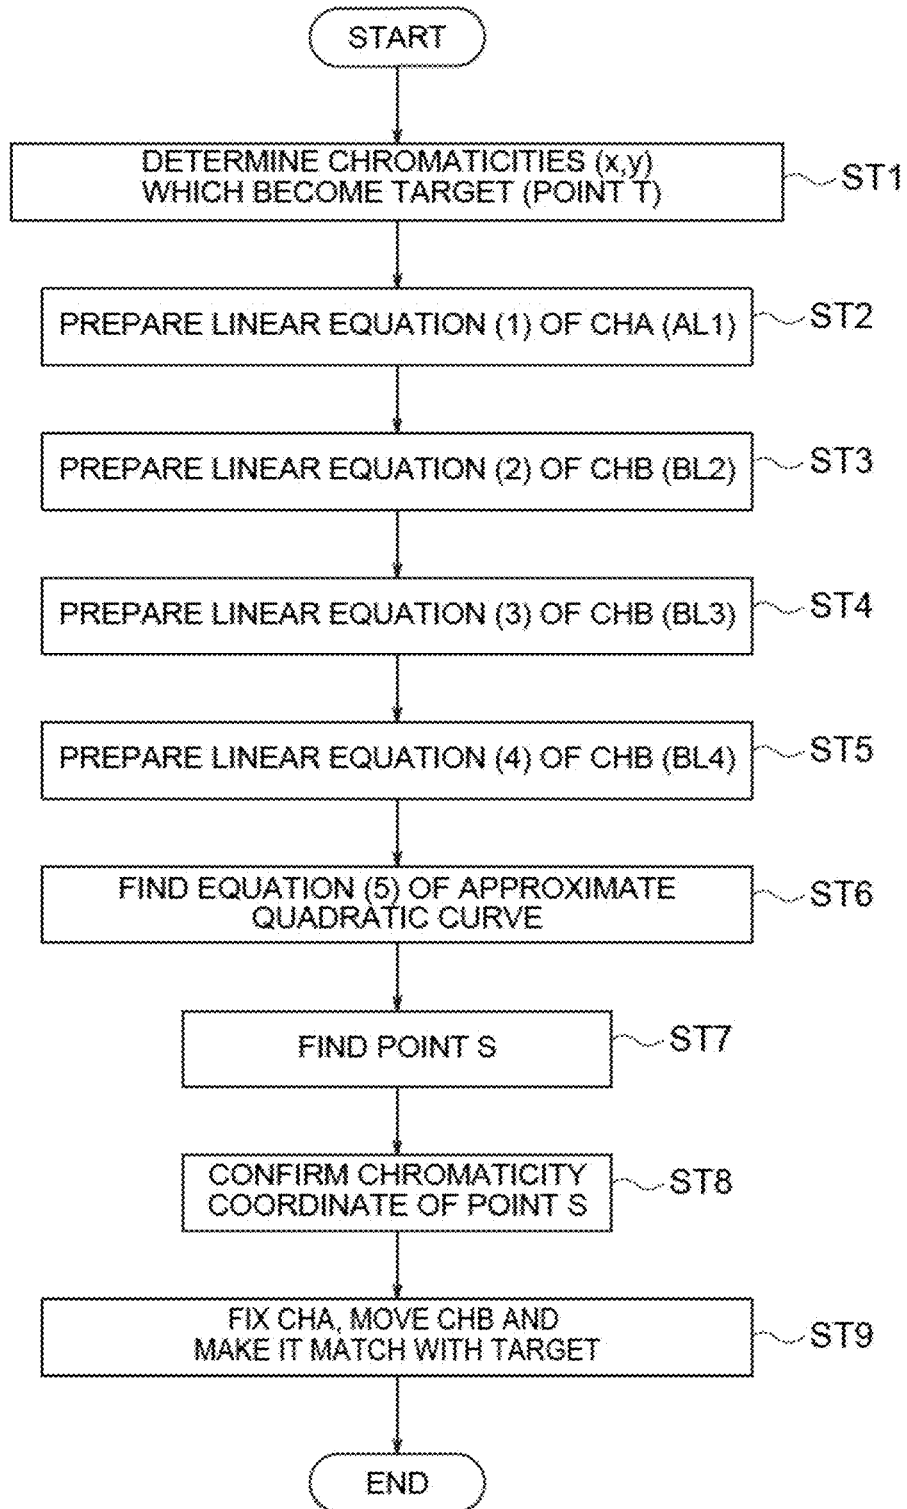 START
DETERMINE CHROMATICITIES (x,y)
WHICH BECOME TARGET (POINT T)
ST1
PREPARE LINEAR EQUATION (1) OF CHA (AL1)
ST2
PREPARE LINEAR EQUATION (2) OF CHB (BL2)
ST3
PREPARE LINEAR EQUATION (3) OF CHB (BL3)
ST4
PREPARE LINEAR EQUATION (4) OF CHB (BL4)
ST5
FIND EQUATION (5) OF APPROXIMATE
QUADRATIC CURVE
ST6
FIND POINT S
ST7
CONFIRM CHROMATICITY
COORDINATE OF POINT S
ST8
FIX CHA, MOVE CHB AND
MAKE IT MATCH WITH TARGET
ST9
END